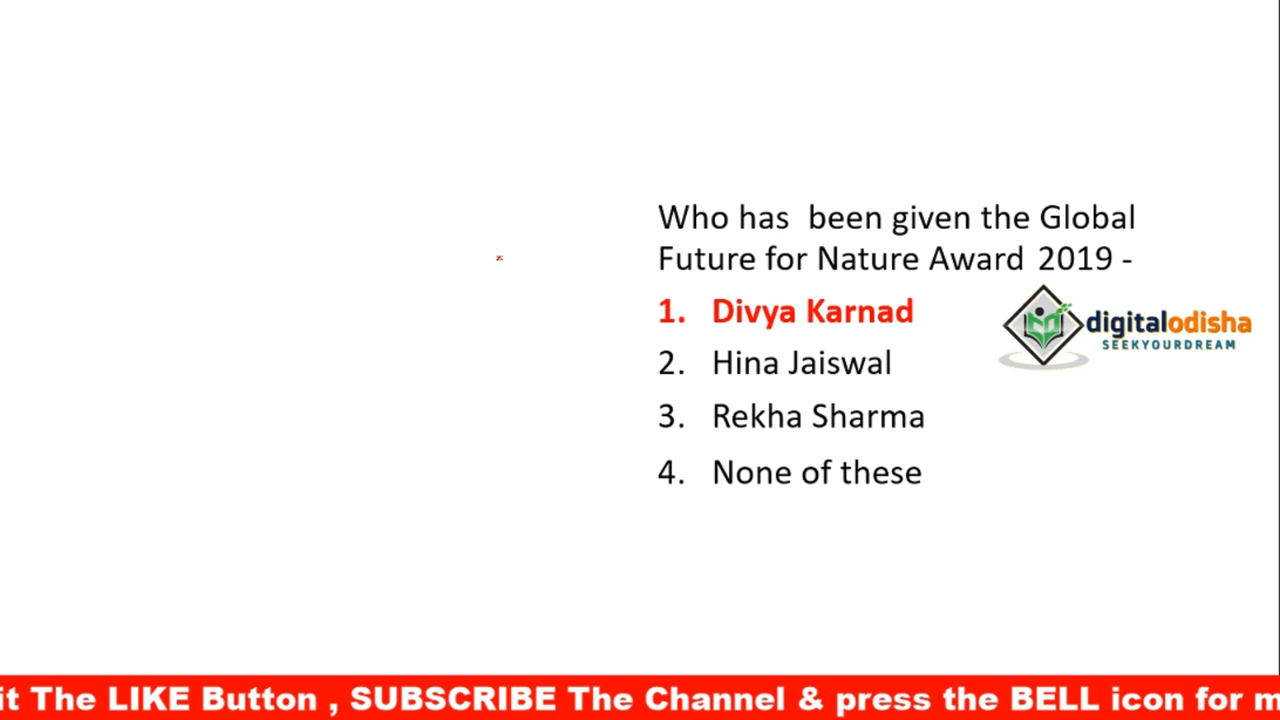 Who has been given the Global
Future for Nature Award 2019 -
1. Divya Karnad
2. Hina Jaiswal
3. Rekha Sharma
4. None of these
digitalodisha
SEEKYOURDREAM
it The LIKE Button , SUBSCRIBE The Channel & press the BELL icon for m